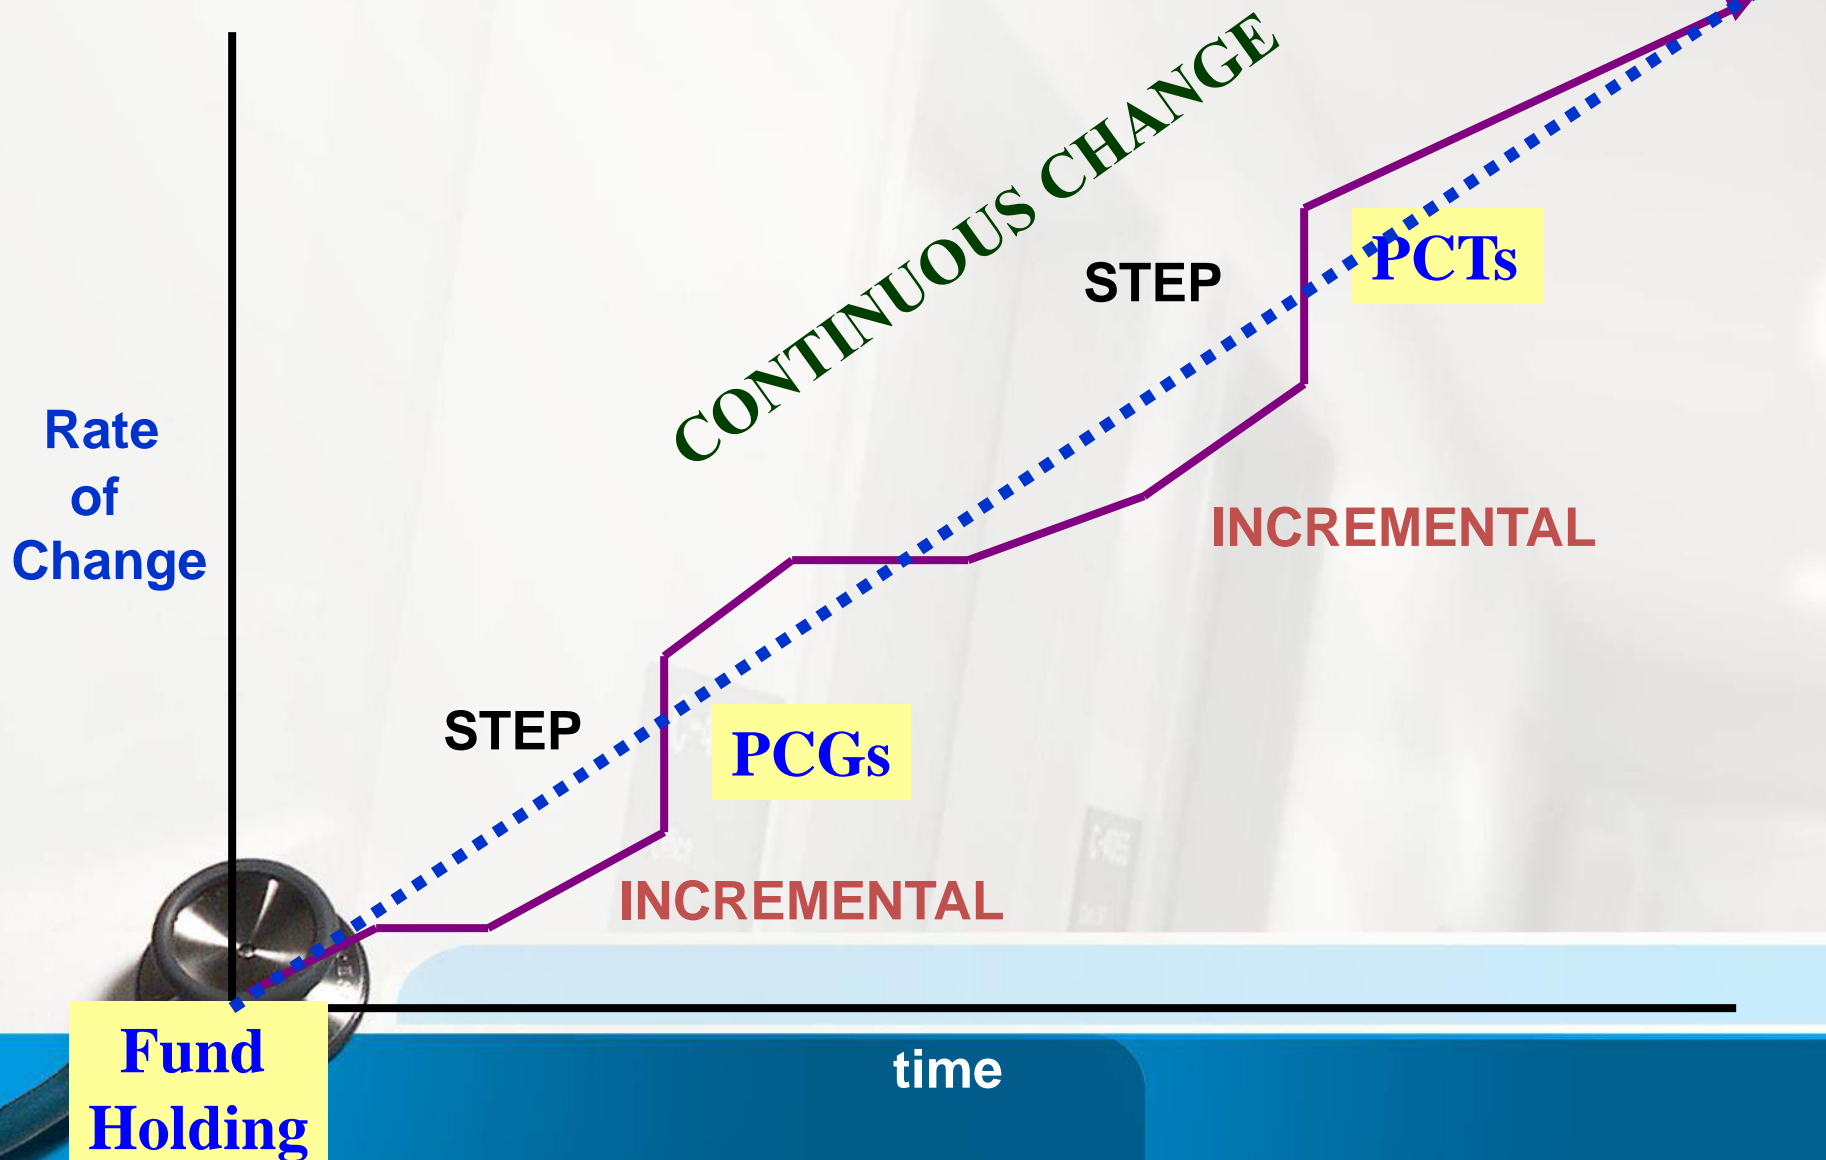 CONTINUOUS CHANGE
STEP
PCTs
Rate
of
Change
INCREMENTAL
STEP
PCGs
INCREMENTAL
Fund
Holding
time